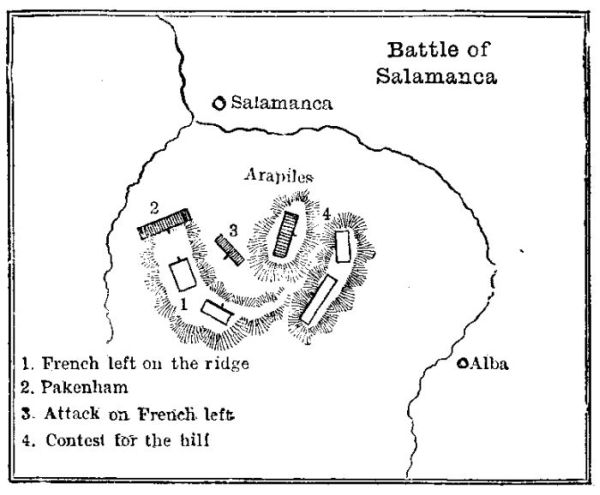 Battle of
Salamanca
Salamanca
Arapiles
2
3
4
1
1. French left on the ridge
2. Pakenham
3. Attack on French left
4. Contest for the hill
Alba